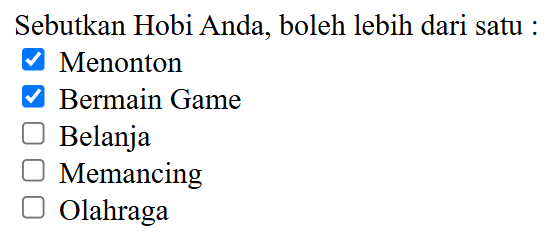 Sebutkan Hobi Anda, boleh lebih dari satu :
Menonton
Bermain Game
Belanja
Memancing
Olahraga